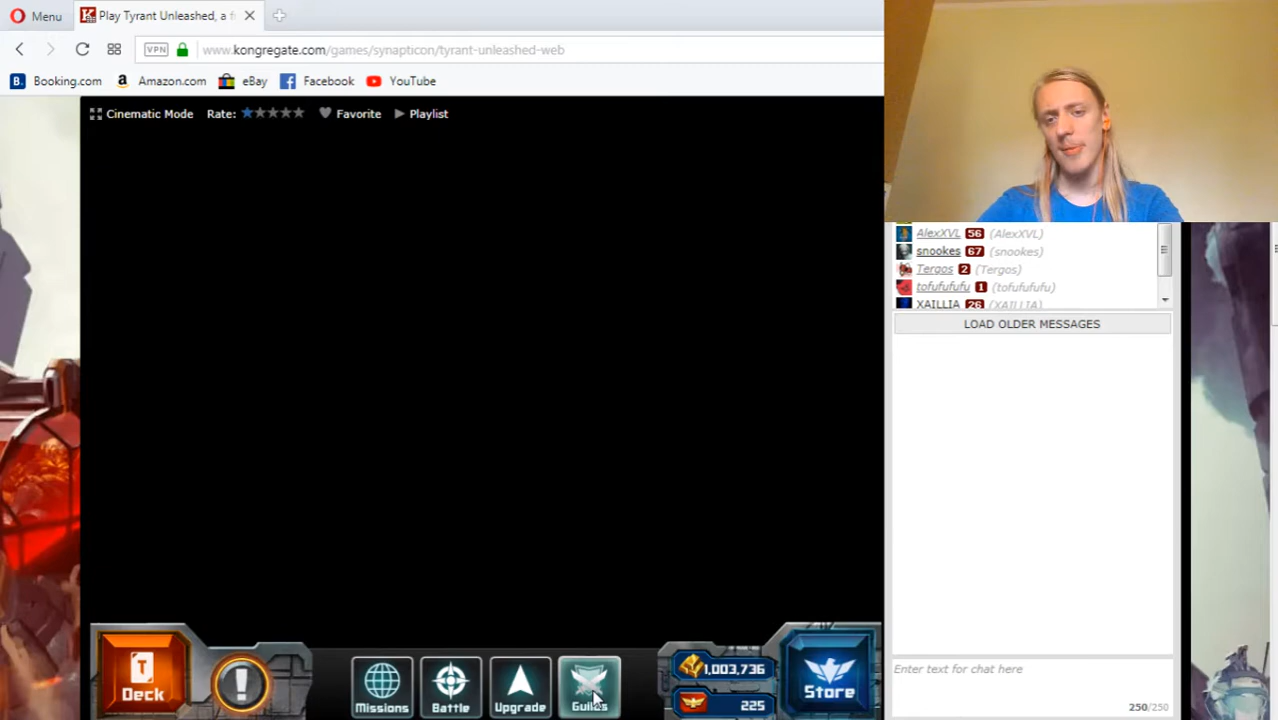 Menu
Play Tyrant Unleashed, a f
VPN
www.kongregate.com/games/synapticon/tyrant-unleashed-web
B. Booking.com
a Amazon.com
eBay
Facebook
YouTube
Cinematic Mode
Rate:
Favorite
Playlist
AlexXVL 56 (AlexXVL)
snookes 67 (snookes)
Tergos 2 (Tergos)
tofufufufu 1 (tofufufufu)
XAILLIA 26 (XAILLIA)
LOAD OLDER MESSAGES
Enter text for chat here
250/250
T
Deck
!
Missions
Battle
Upgrade
Guilds
1,003,736
225
Store